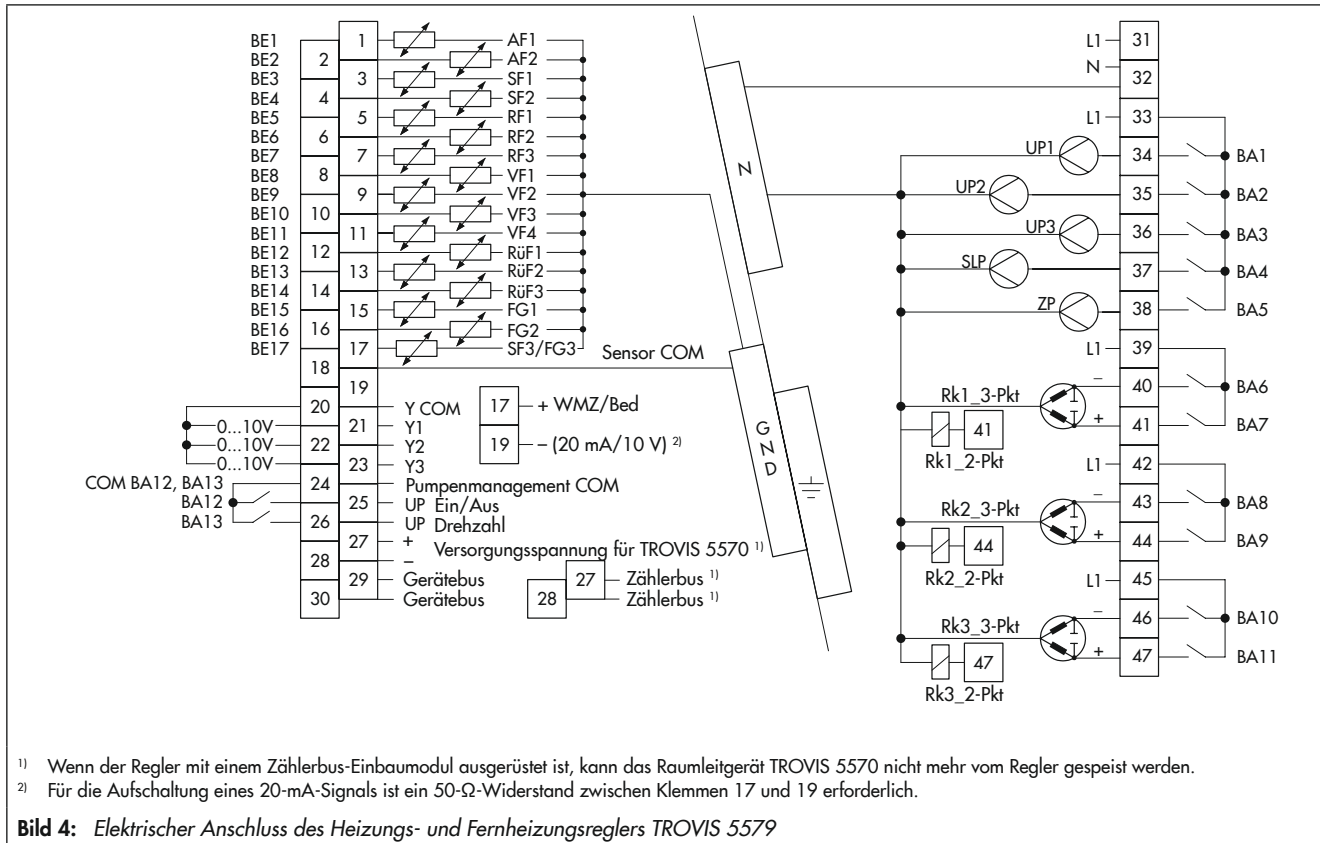 BE1 1 AF1
BE2 2 AF2
BE3 3 SF1
BE4 4 SF2
BE5 5 RF1
BE6 6 RF2
BE7 7 RF3
BE8 8 VF1
BE9 9 VF2
BE10 10 VF3
BE11 11 VF4
BE12 12 RüF1
BE13 13 RüF2
BE14 14 RüF3
BE15 15 FG1
BE16 16 FG2
BE17 17 SF3/FG3
18 Sensor COM
19
20 Y COM
0...10V 21 Y1
0...10V 22 Y2
0...10V 23 Y3
COM BA12, BA13 24 Pumpenmanagement COM
BA12 25 UP Ein/Aus
BA13 26 UP Drehzahl
27 +
Versorgungsspannung für TROVIS 5570 1)
28 –
29 Gerätebus
30 Gerätebus
17 + WMZ/Bed
19 – (20 mA/10 V) 2)
27 Zählerbus 1)
28 Zählerbus 1)
N
GND
L1 31
N 32
L1 33
UP1 34 BA1
UP2 35 BA2
UP3 36 BA3
SLP 37 BA4
ZP 38 BA5
L1 39
Rk1_3-Pkt – 40 BA6
+ 41 BA7
41
Rk1_2-Pkt
L1 42
Rk2_3-Pkt – 43 BA8
+ 44 BA9
44
Rk2_2-Pkt
L1 45
Rk3_3-Pkt – 46 BA10
+ 47 BA11
47
Rk3_2-Pkt
1) Wenn der Regler mit einem Zählerbus-Einbaumodul ausgerüstet ist, kann das Raumleitgerät TROVIS 5570 nicht mehr vom Regler gespeist werden.
2) Für die Aufschaltung eines 20-mA-Signals ist ein 50-Ω-Widerstand zwischen Klemmen 17 und 19 erforderlich.
Bild 4: Elektrischer Anschluss des Heizungs- und Fernheizungsreglers TROVIS 5579